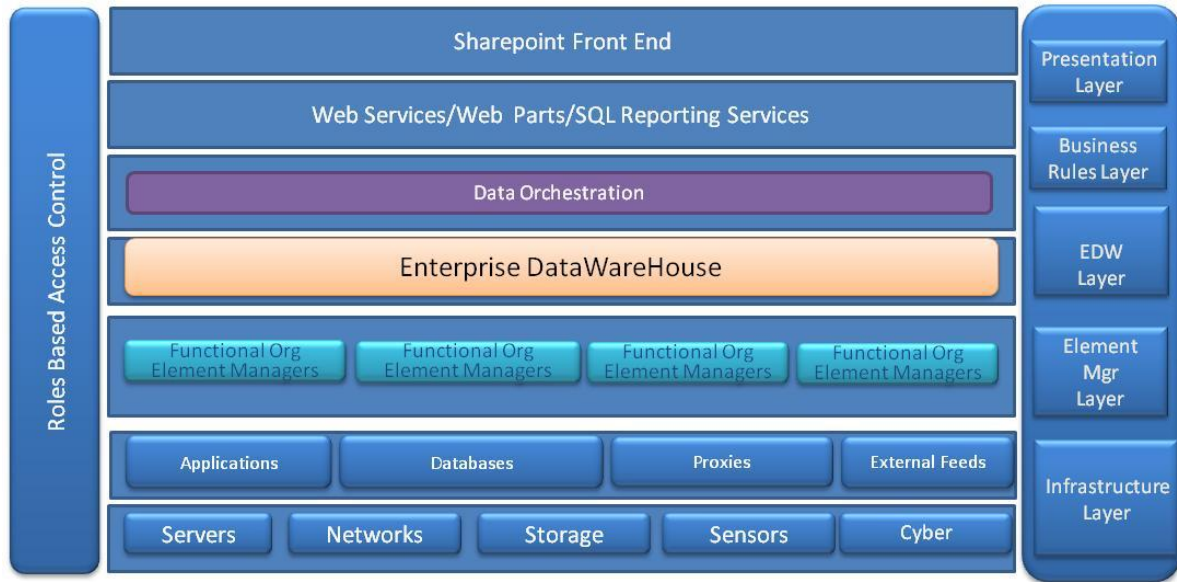 Roles Based Access Control
Sharepoint Front End
Web Services/Web Parts/SQL Reporting Services
Data Orchestration
Enterprise DataWareHouse
Functional Org
Element Managers
Functional Org
Element Managers
Functional Org
Element Managers
Functional Org
Element Managers
Applications
Databases
Proxies
External Feeds
Servers
Networks
Storage
Sensors
Cyber
Presentation
Layer
Business
Rules Layer
EDW
Layer
Element
Mgr
Layer
Infrastructure
Layer